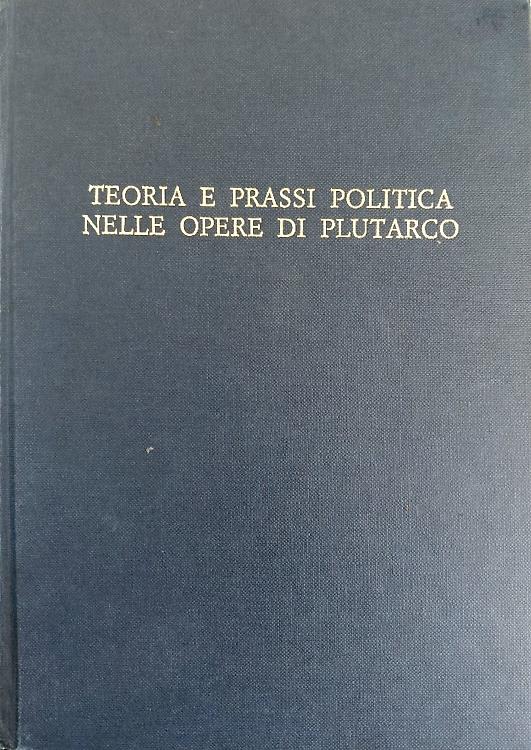 TEORIA E PRASSI POLITICA
NELLE OPERE DI PLUTARCO